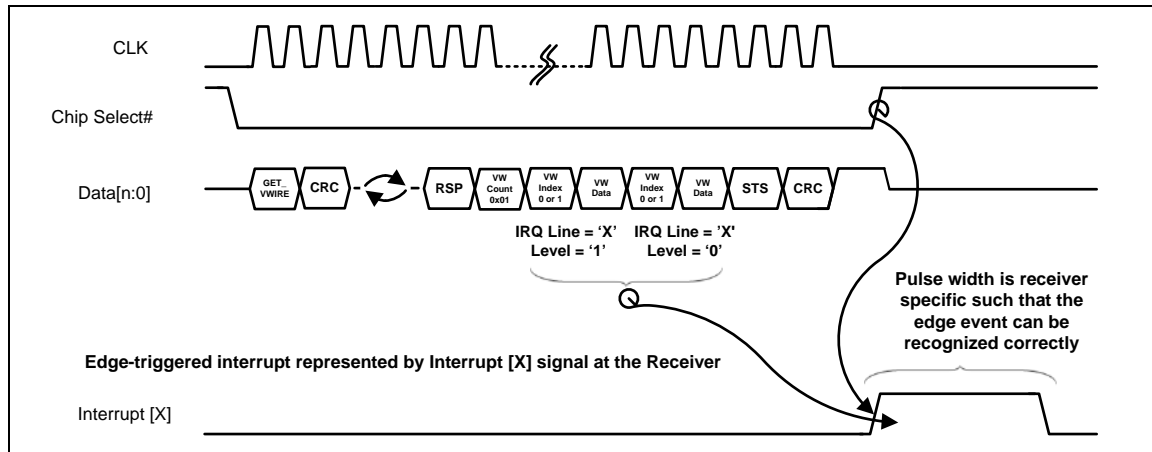 CLK
Chip Select#
Data[n:0]
GET_
VWIRE
CRC
RSP
VW
Count
0x01
VW
Index
0 or 1
VW
Data
VW
Index
0 or 1
VW
Data
STS
CRC
IRQ Line = ‘X’
Level = ‘1’
IRQ Line = ’X'
Level = ‘0’
Pulse width is receiver
specific such that the
edge event can be
recognized correctly
Edge-triggered interrupt represented by Interrupt [X] signal at the Receiver
Interrupt [X]